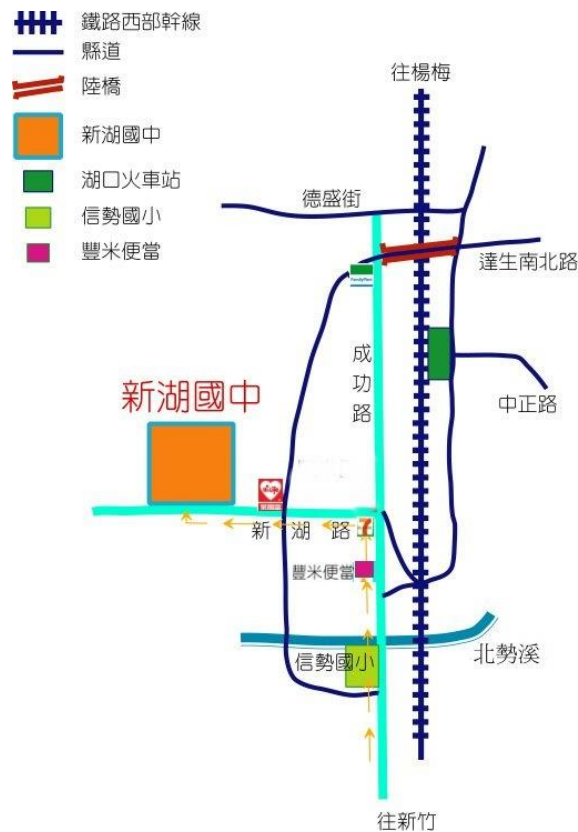 鐵路西部幹線
縣道
陸橋
新湖國中
湖口火車站
信勢國小
豐米便當
往楊梅
德盛街
達生南北路
FamilyMart
成功路
中正路
新湖國中
新湖路
7
豐米便當
信勢國小
北勢溪
往新竹